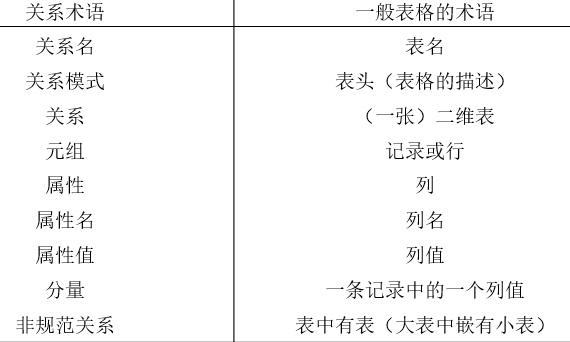 关系术语 一般表格的术语
关系名 表名
关系模式 表头（表格的描述）
关系 （一张）二维表
元组 记录或行
属性 列
属性名 列名
属性值 列值
分量 一条记录中的一个列值
非规范关系 表中有表（大表中嵌有小表）